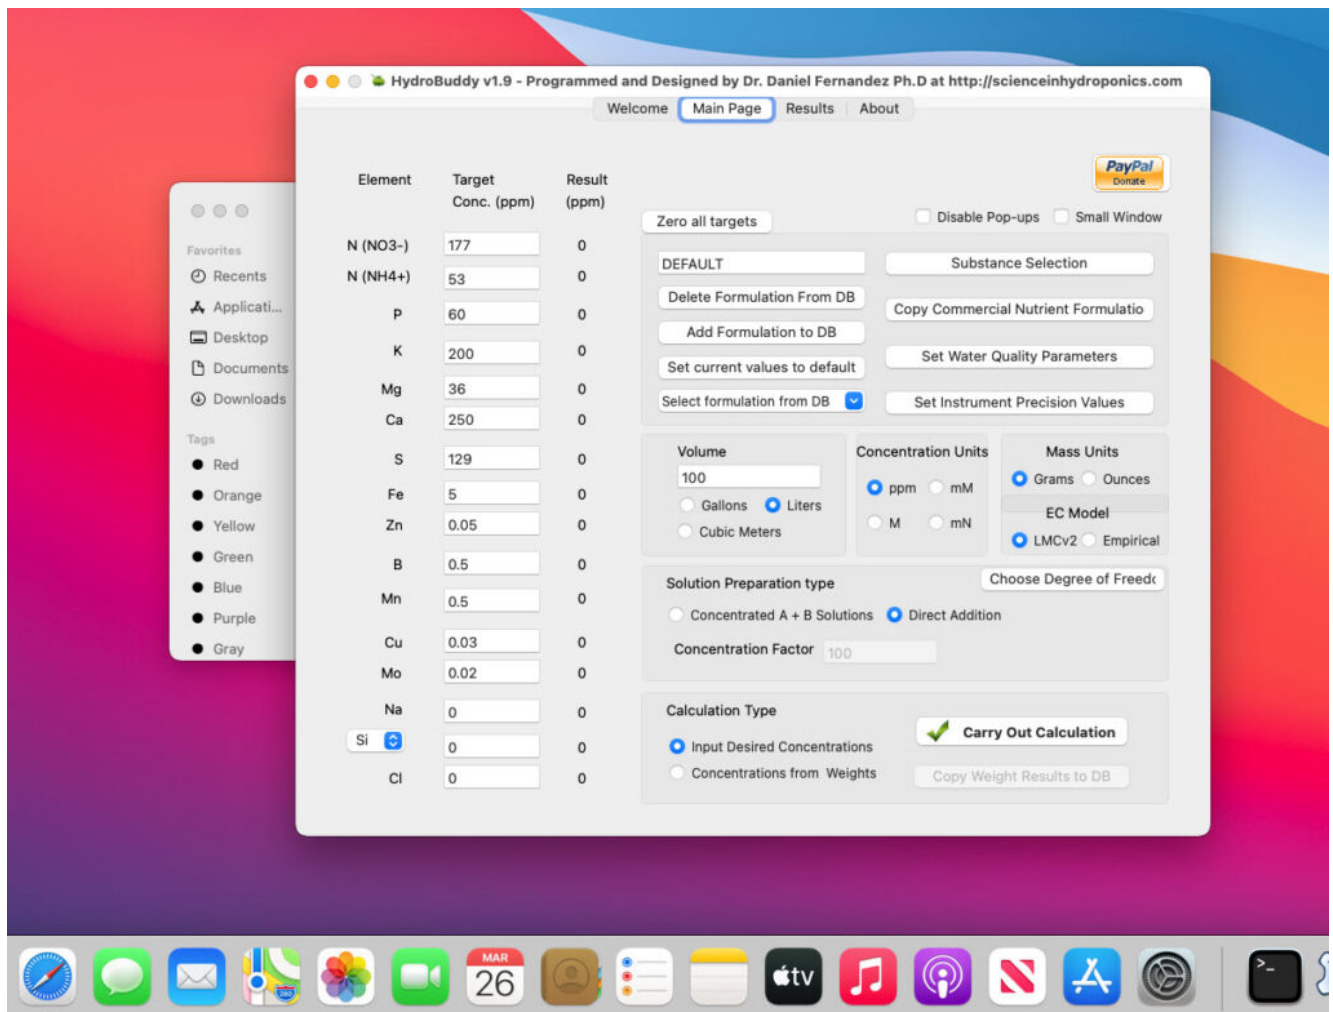 HydroBuddy v1.9 - Programmed and Designed by Dr. Daniel Fernandez Ph.D at http://scienceinhydroponics.com
Welcome Main Page Results About
PayPal
Donate
Element Target Result
Conc. (ppm) (ppm)
Zero all targets Disable Pop-ups Small Window
N (NO3-) 177 0
N (NH4+) 53 0
P 60 0
K 200 0
Mg 36 0
Ca 250 0
S 129 0
Fe 5 0
Zn 0.05 0
B 0.5 0
Mn 0.5 0
Cu 0.03 0
Mo 0.02 0
Na 0 0
Si 0 0
Cl 0 0
DEFAULT
Delete Formulation From DB
Add Formulation to DB
Set current values to default
Select formulation from DB
Substance Selection
Copy Commercial Nutrient Formulatio
Set Water Quality Parameters
Set Instrument Precision Values
Volume
100
Gallons Liters
Cubic Meters
Concentration Units
ppm mM
M mN
Mass Units
Grams Ounces
EC Model
LMCv2 Empirical
Solution Preparation type
Choose Degree of Freed
Concentrated A + B Solutions Direct Addition
Concentration Factor 100
Calculation Type
Input Desired Concentrations
Concentrations from Weights
Carry Out Calculation
Copy Weight Results to DB
Favorites
Recents
Applicati...
Desktop
Documents
Downloads
Tags
Red
Orange
Yellow
Green
Blue
Purple
Gray
MAR
26
280
tv
>_